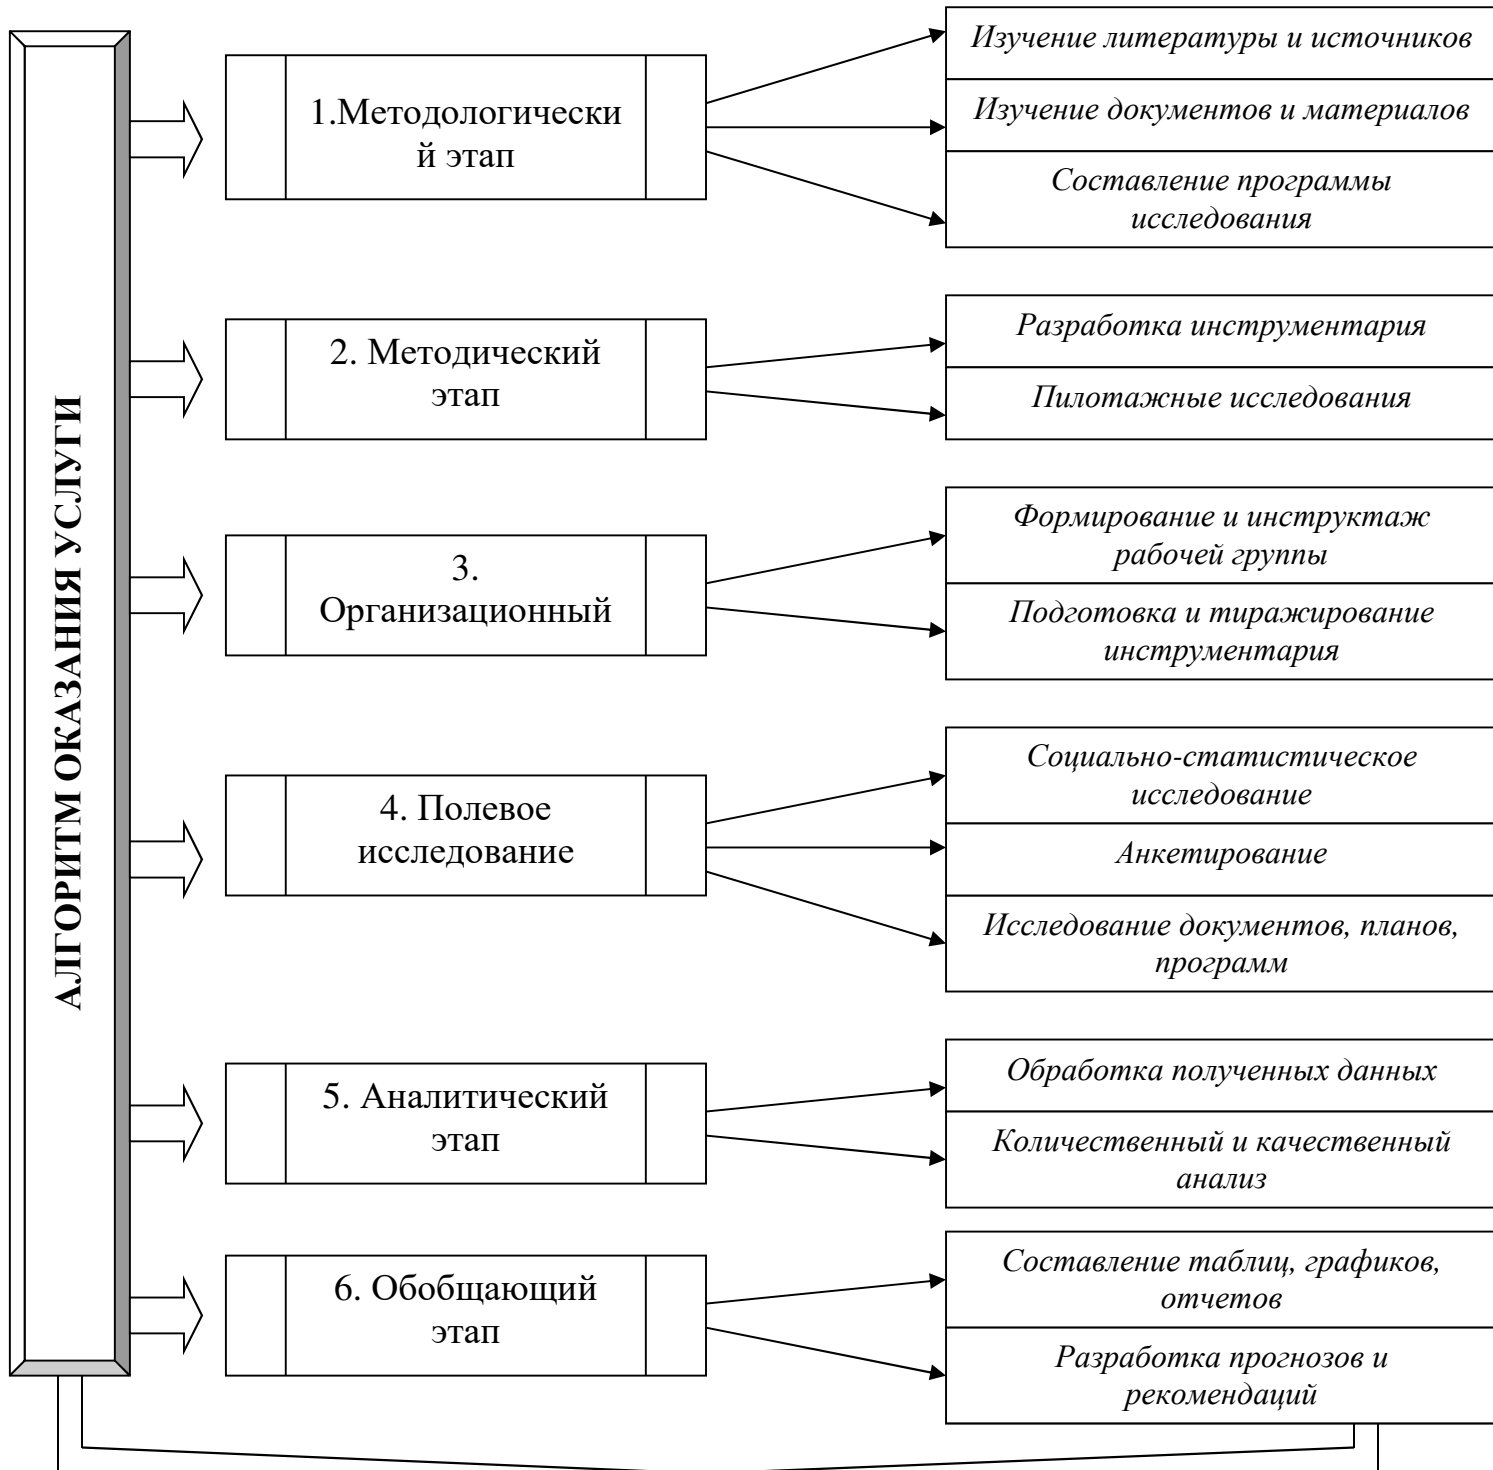 АЛГОРИТМ ОКАЗАНИЯ УСЛУГИ
1.Методологически
й этап
Изучение литературы и источников
Изучение документов и материалов
Составление программы
исследования
2. Методический
этап
Разработка инструментария
Пилотажные исследования
3.
Организационный
Формирование и инструктаж
рабочей группы
Подготовка и тиражирование
инструментария
4. Полевое
исследование
Социально-статистическое
исследование
Анкетирование
Исследование документов, планов,
программ
5. Аналитический
этап
Обработка полученных данных
Количественный и качественный
анализ
6. Обобщающий
этап
Составление таблиц, графиков,
отчетов
Разработка прогнозов и
рекомендаций